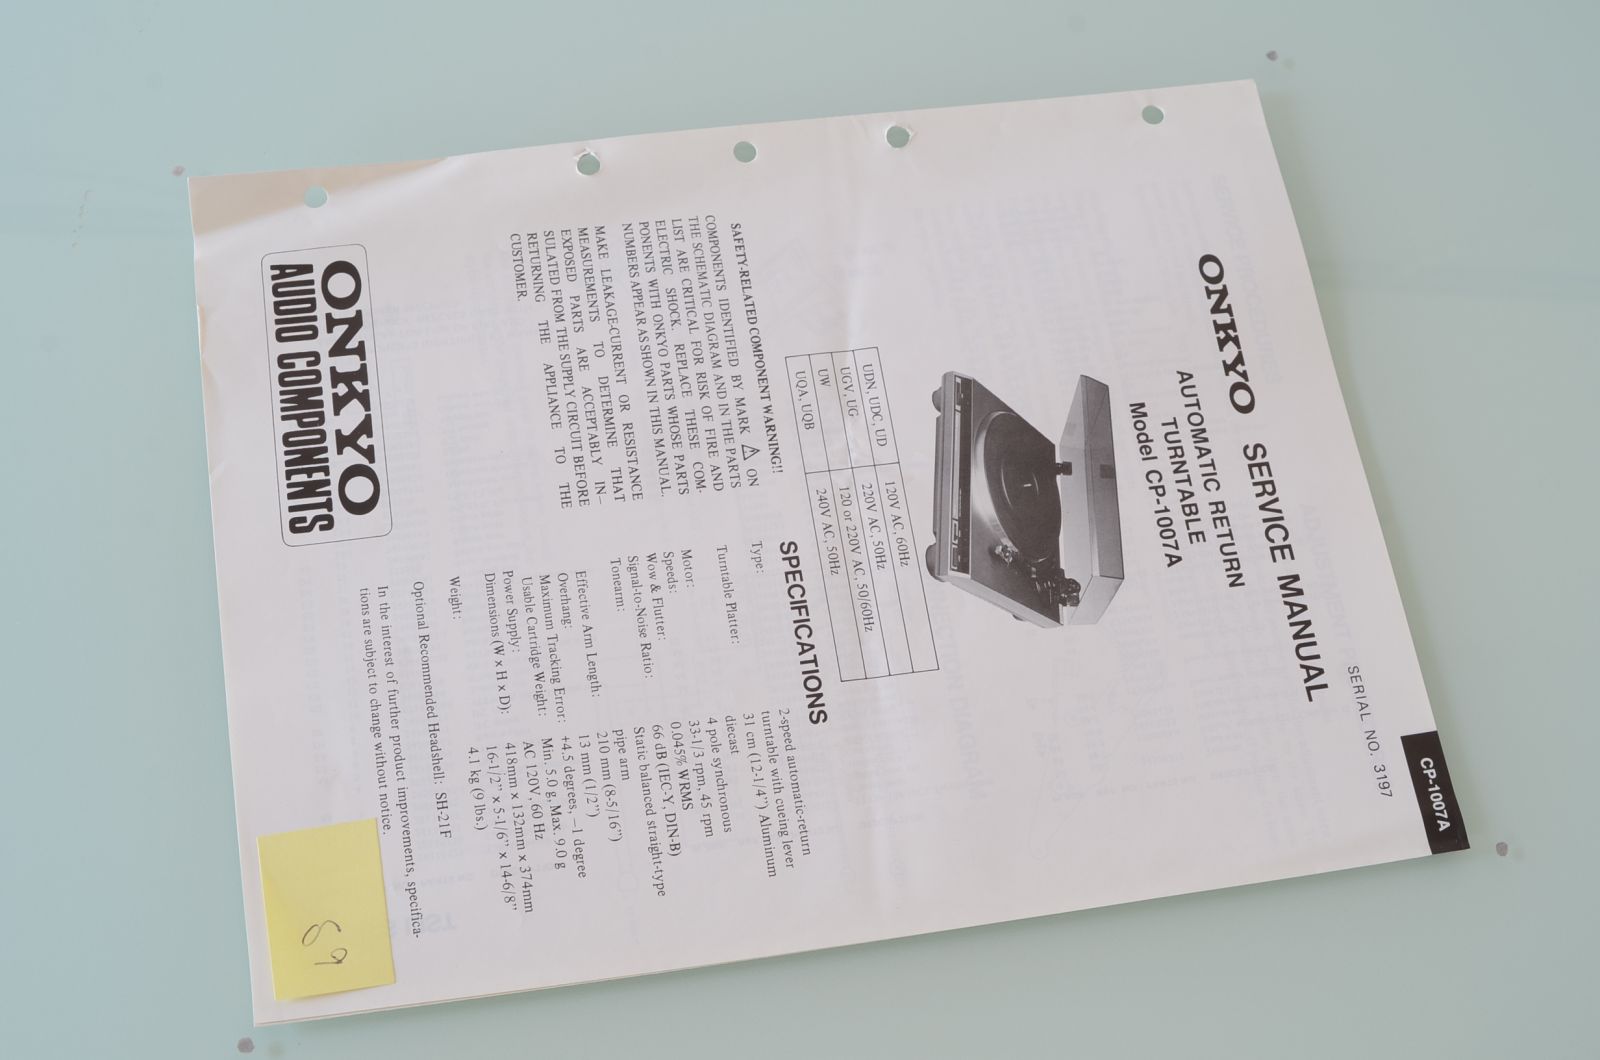 SERIAL NO. 3197
CP-1007A
ONKYO SERVICE MANUAL
AUTOMATIC RETURN
TURNTABLE
Model CP-1007A
UDN, UDC, UD 120V AC, 60Hz
UGV, UG 220V AC, 50Hz
UW 120 or 220V AC, 50/60Hz
UQA, UQB 240V AC, 50Hz
SAFETY-RELATED COMPONENT WARNING!!
COMPONENTS IDENTIFIED BY MARK ⚠ ON
THE SCHEMATIC DIAGRAM AND IN THE PARTS
LIST ARE CRITICAL FOR RISK OF FIRE AND
ELECTRIC SHOCK. REPLACE THESE COM-
PONENTS WITH ONKYO PARTS WHOSE PARTS
NUMBERS APPEAR AS SHOWN IN THIS MANUAL.
MAKE LEAKAGE-CURRENT OR RESISTANCE
MEASUREMENTS TO DETERMINE THAT
EXPOSED PARTS ARE ACCEPTABLY IN-
SULATED FROM THE SUPPLY CIRCUIT BEFORE
RETURNING THE APPLIANCE TO THE
CUSTOMER.
SPECIFICATIONS
Type: 2-speed automatic-return
turntable with cueing lever
Turntable Platter: 31 cm (12-1/4") Aluminum
diecast
Motor: 4 pole synchronous
Speeds: 33-1/3 rpm, 45 rpm
Wow & Flutter: 0.045% WRMS
Signal-to-Noise Ratio: 66 dB (IEC-Y, DIN-B)
Tonearm: Static balanced straight-type
pipe arm
Effective Arm Length: 210 mm (8-5/16")
Overhang: 13 mm (1/2")
Maximum Tracking Error: +4.5 degrees, −1 degree
Usable Cartridge Weight: Min. 5.0 g, Max. 9.0 g
Power Supply: AC 120V, 60 Hz
Dimensions (W x H x D): 418mm x 132mm x 374mm
16-1/2" x 5-1/6" x 14-6/8"
Weight: 4.1 kg (9 lbs.)
Optional Recommended Headshell: SH-21F
In the interest of further product improvements, specifica-
tions are subject to change without notice.
ONKYO
AUDIO COMPONENTS
89